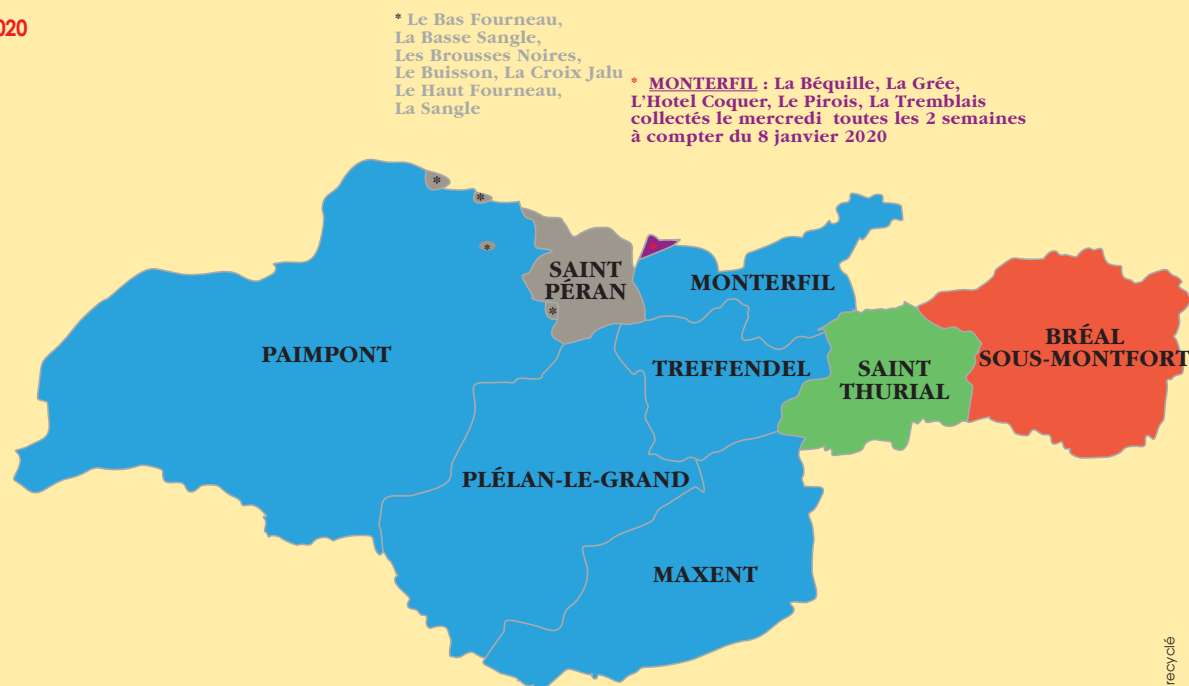 020
* Le Bas Fourneau,
La Basse Sangle,
Les Brousses Noires,
Le Buisson, La Croix Jalu
Le Haut Fourneau,
La Sangle
* MONTERFIL : La Béquille, La Grée,
L'Hotel Coquer, Le Pirois, La Tremblais
collectés le mercredi toutes les 2 semaines
à compter du 8 janvier 2020
*
*
*
*
*
SAINT
PÉRAN
MONTERFIL
PAIMPONT
TREFFENDEL
SAINT
THURIAL
BRÉAL
SOUS-MONTFORT
PLÉLAN-LE-GRAND
MAXENT
recyclé